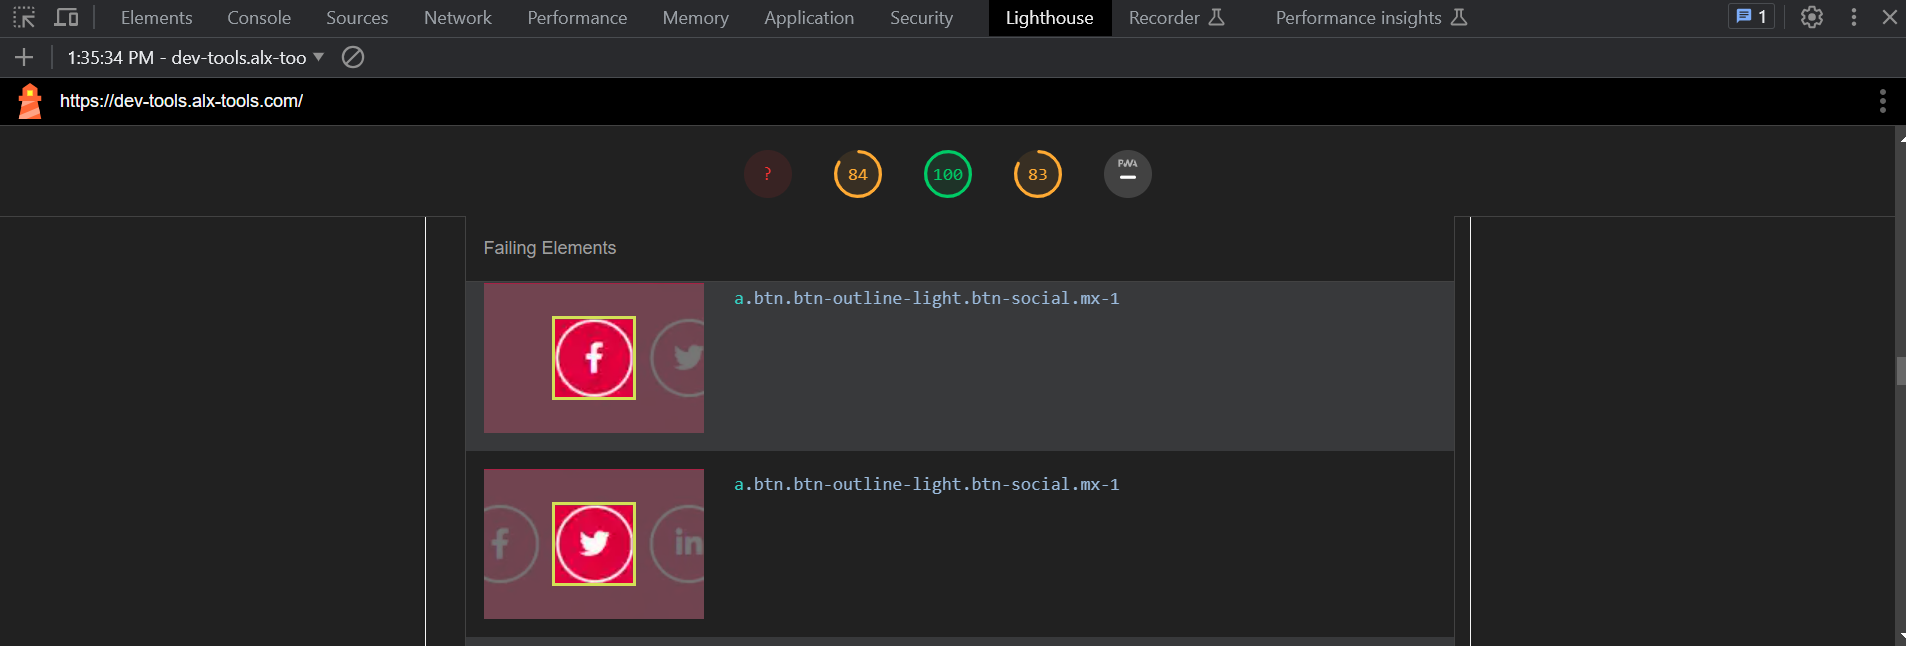 Elements Console Sources Network Performance Memory Application Security Lighthouse Recorder Performance insights 1
1:35:34 PM - dev-tools.alx-too
https://dev-tools.alx-tools.com/
? 84 100 83 PWA
Failing Elements
a.btn.btn-outline-light.btn-social.mx-1
f
a.btn.btn-outline-light.btn-social.mx-1
f in